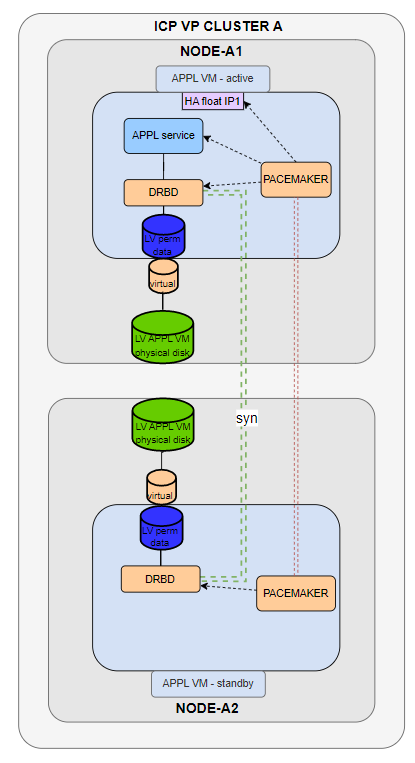 ICP VP CLUSTER A
NODE-A1
APPL VM - active
HA float IP1
APPL service
PACEMAKER
DRBD
LV perm
data
virtual
LV APPL VM
physical disk
syn
LV APPL VM
physical disk
virtual
LV perm
data
DRBD
PACEMAKER
APPL VM - standby
NODE-A2